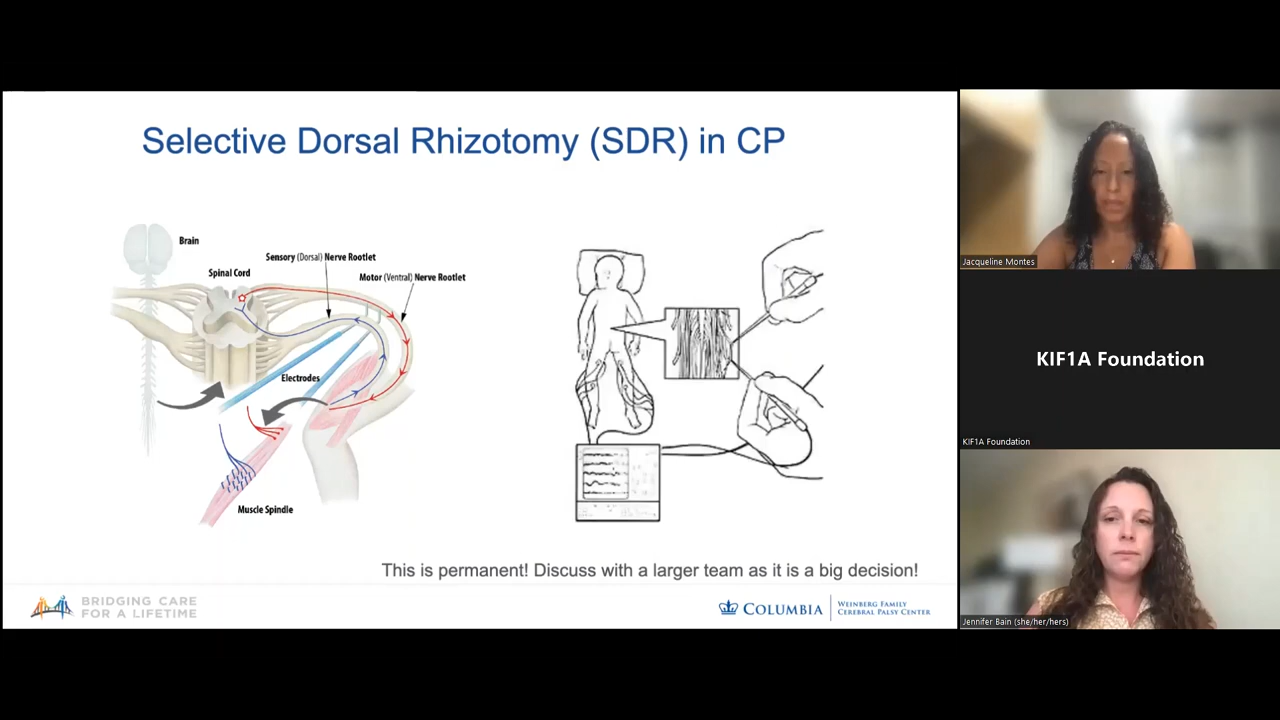 Selective Dorsal Rhizotomy (SDR) in CP
Brain
Sensory (Dorsal) Nerve Rootlet
Spinal Cord
Motor (Ventral) Nerve Rootlet
Electrodes
Muscle Spindle
This is permanent! Discuss with a larger team as it is a big decision!
BRIDGING CARE
FOR A LIFETIME
COLUMBIA
WEINBERG FAMILY
CEREBRAL PALSY CENTER
Jacqueline Montes
KIF1A Foundation
KIF1A Foundation
Jennifer Bain (she/her/hers)